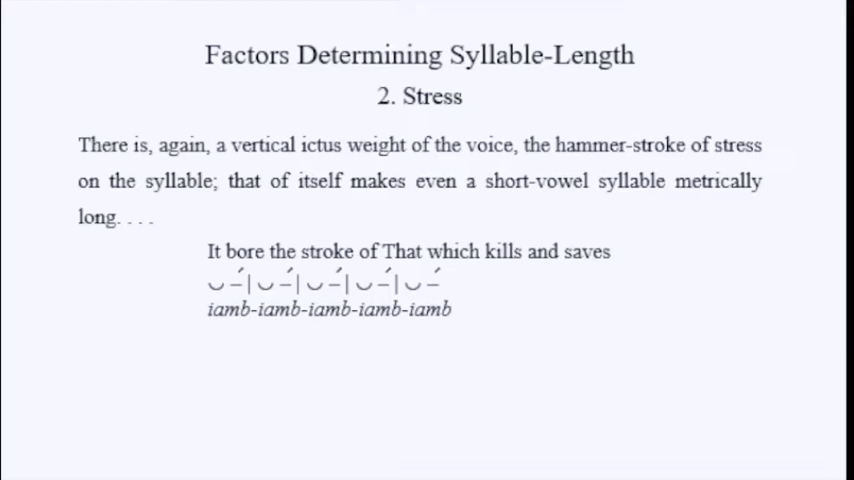 Factors Determining Syllable-Length
2. Stress
There is, again, a vertical ictus weight of the voice, the hammer-stroke of stress
on the syllable; that of itself makes even a short-vowel syllable metrically
long. . . .
It bore the stroke of That which kills and saves
⏑ –́ | ⏑ –́ | ⏑ –́ | ⏑ –́ | ⏑ –́
iamb-iamb-iamb-iamb-iamb